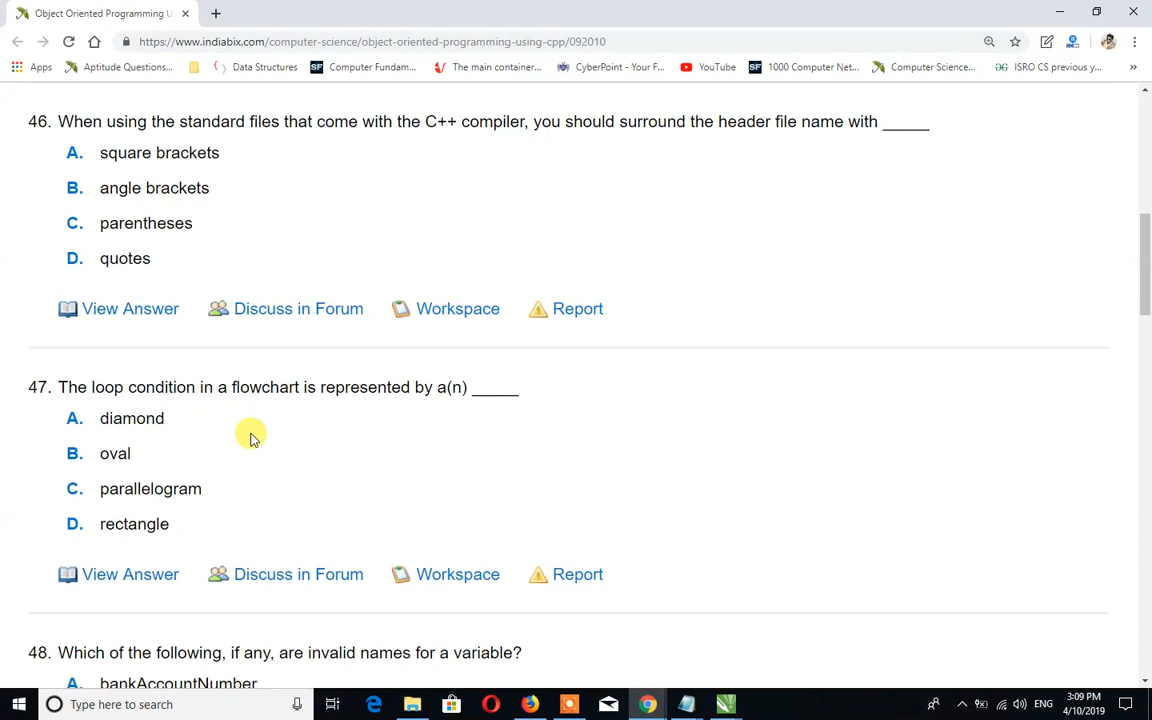 Object Oriented Programming U
https://www.indiabix.com/computer-science/object-oriented-programming-using-cpp/092010
Apps Aptitude Questions... Data Structures SF Computer Fundam... The main container... CyberPoint - Your F... YouTube SF 1000 Computer Net... Computer Science... ISRO CS previous y... »
46. When using the standard files that come with the C++ compiler, you should surround the header file name with _____
A. square brackets
B. angle brackets
C. parentheses
D. quotes
View Answer Discuss in Forum Workspace Report
47. The loop condition in a flowchart is represented by a(n) _____
A. diamond
B. oval
C. parallelogram
D. rectangle
View Answer Discuss in Forum Workspace Report
48. Which of the following, if any, are invalid names for a variable?
A. bankAccountNumber
Type here to search
ENG
3:09 PM
4/10/2019